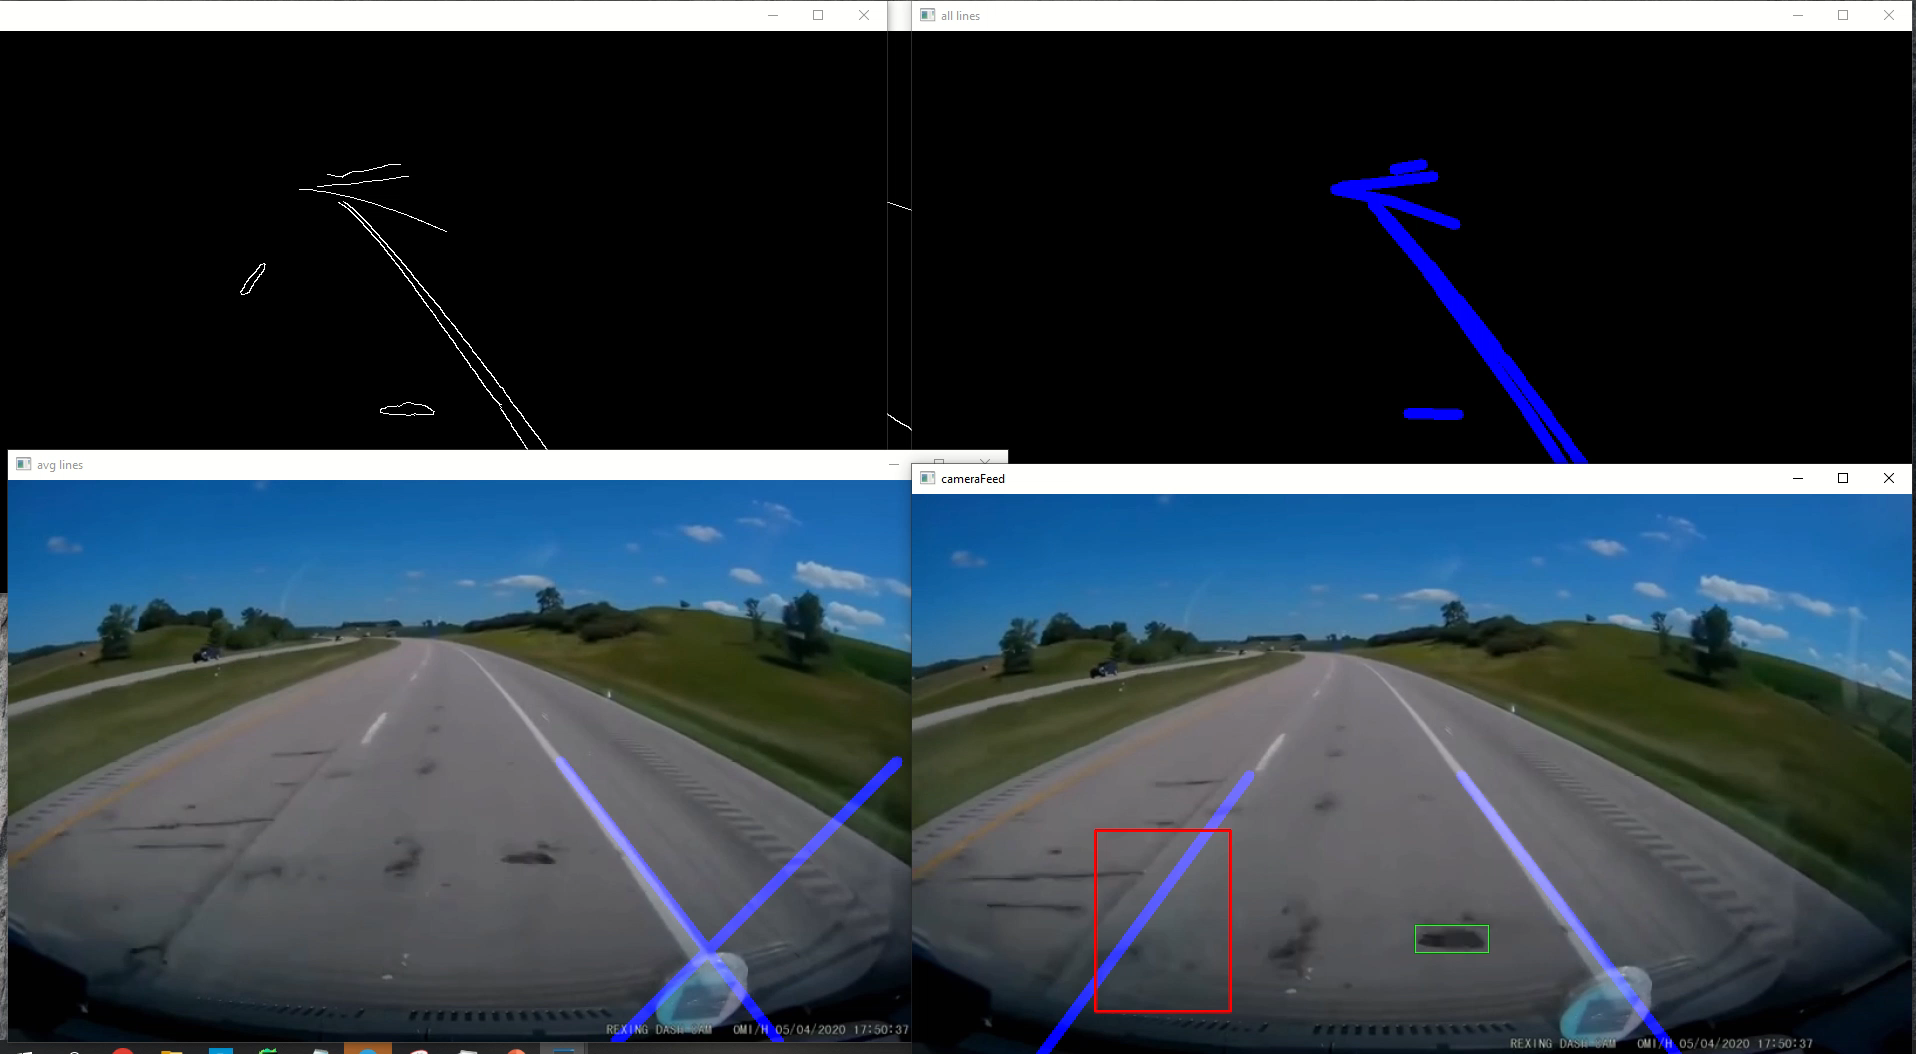 all lines
avg lines
cameraFeed
REXING DASH CAM OMI/H 05/04/2020 17:50:37
REXING DASH CAM OMI/H 05/04/2020 17:50:37